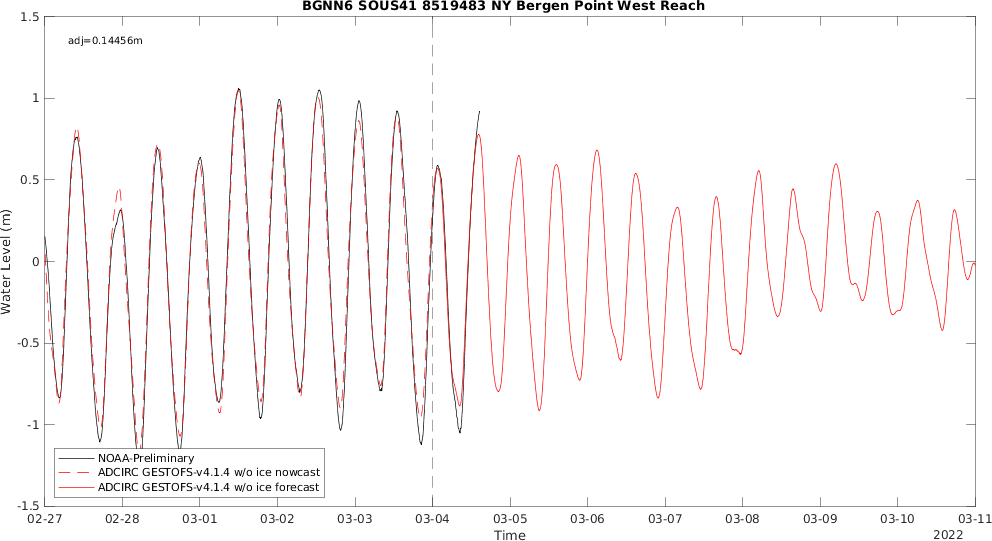 BGNN6 SOUS41 8519483 NY Bergen Point West Reach
adj=0.14456m
Water Level (m)
1.5
1
0.5
0
-0.5
-1
-1.5
NOAA-Preliminary
ADCIRC GESTOFS-v4.1.4 w/o ice nowcast
ADCIRC GESTOFS-v4.1.4 w/o ice forecast
02-27 02-28 03-01 03-02 03-03 03-04 03-05 03-06 03-07 03-08 03-09 03-10 03-11
Time
2022